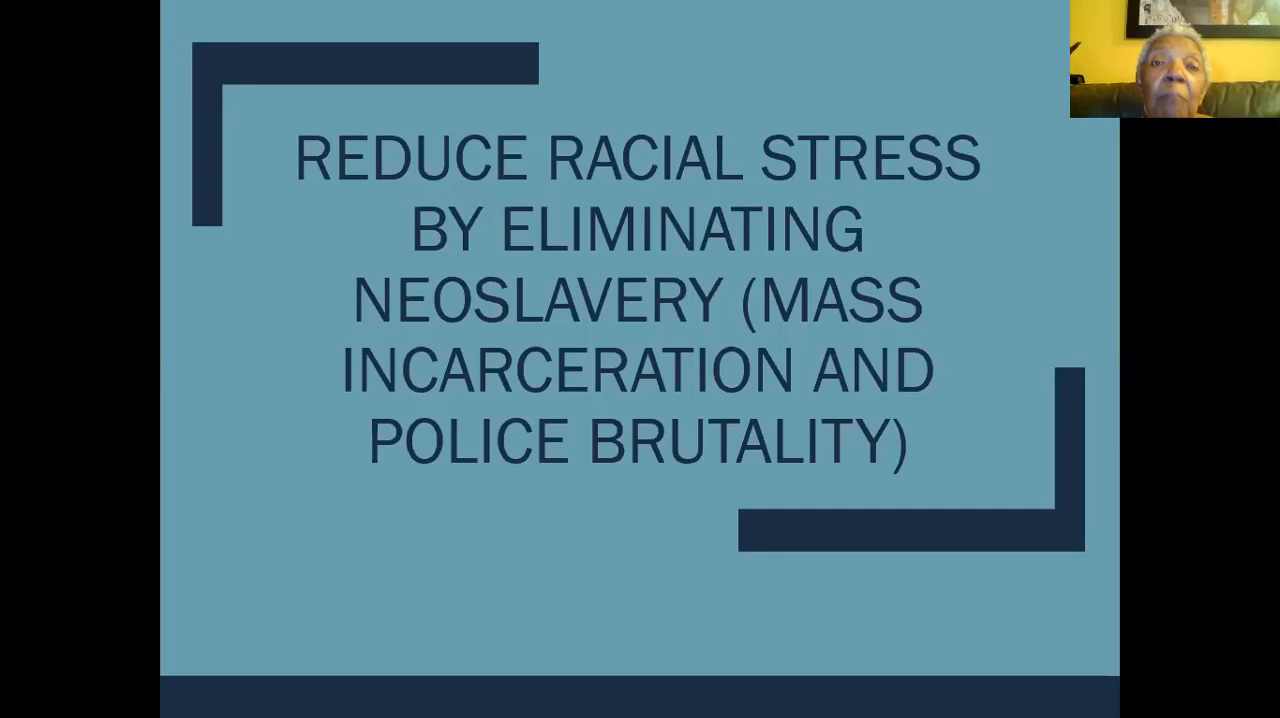 REDUCE RACIAL STRESS
BY ELIMINATING
NEOSLAVERY (MASS
INCARCERATION AND
POLICE BRUTALITY)